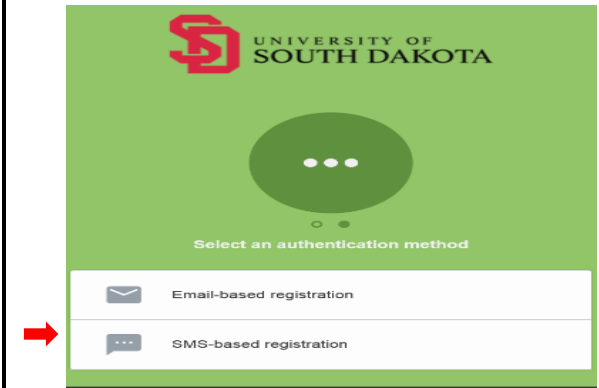 UNIVERSITY OF
SOUTH DAKOTA
Select an authentication method
Email-based registration
SMS-based registration